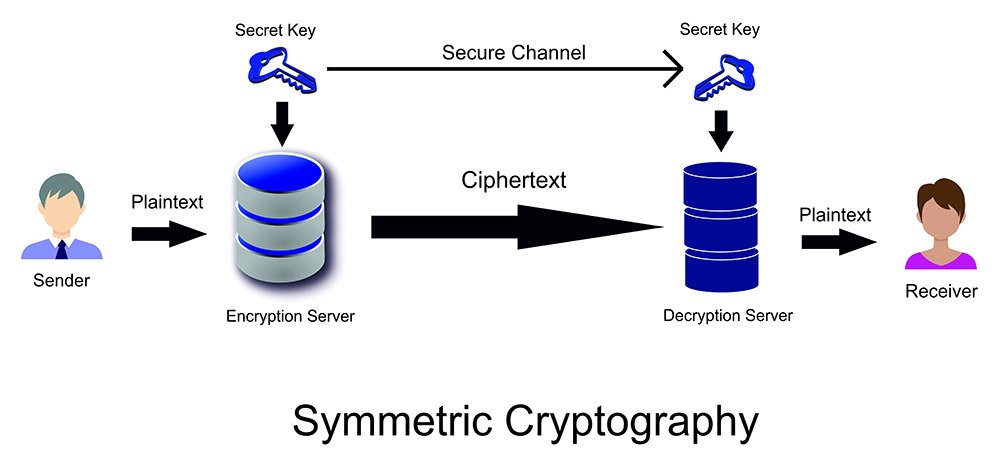 Secret Key
Secure Channel
Secret Key
Plaintext
Ciphertext
Plaintext
Sender
Receiver
Encryption Server
Decryption Server
Symmetric Cryptography